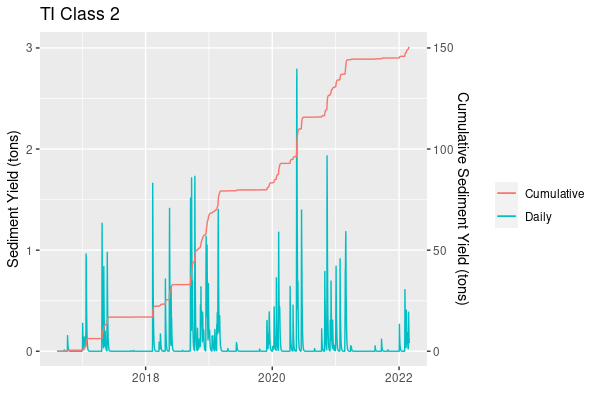 TI Class 2
3
2
1
0
150
100
50
0
2018
2020
2022
Sediment Yield (tons)
Cumulative Sediment Yield (tons)
Cumulative
Daily